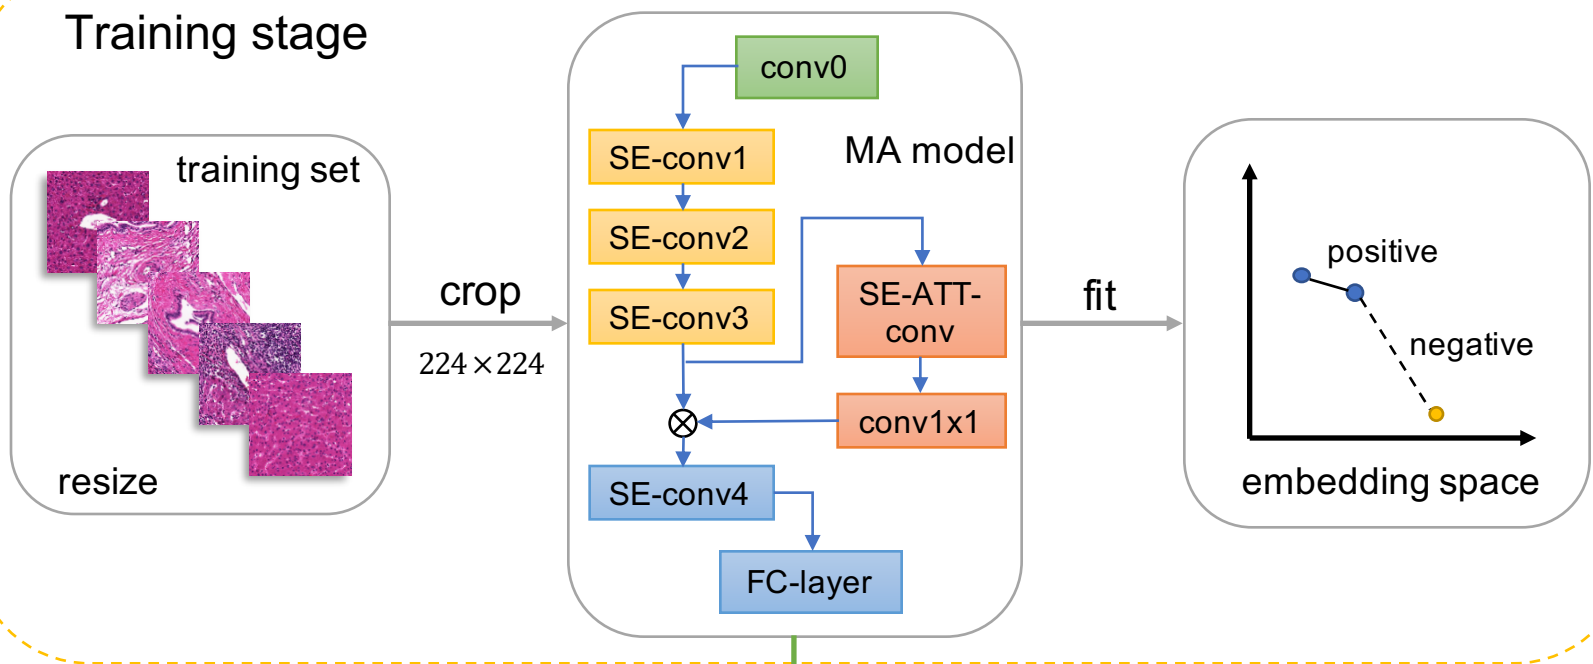 Training stage
training set
resize
crop
224×224
conv0
MA model
SE-conv1
SE-conv2
SE-conv3
SE-ATT-
conv
conv1x1
SE-conv4
FC-layer
fit
positive
negative
embedding space